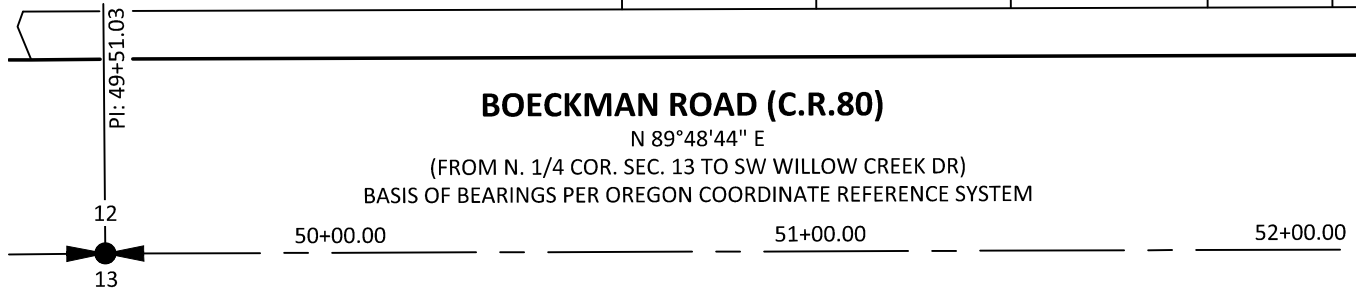 PI: 49+51.03
BOECKMAN ROAD (C.R.80)
N 89°48'44" E
(FROM N. 1/4 COR. SEC. 13 TO SW WILLOW CREEK DR)
BASIS OF BEARINGS PER OREGON COORDINATE REFERENCE SYSTEM
12
50+00.00 51+00.00 52+00.00
13